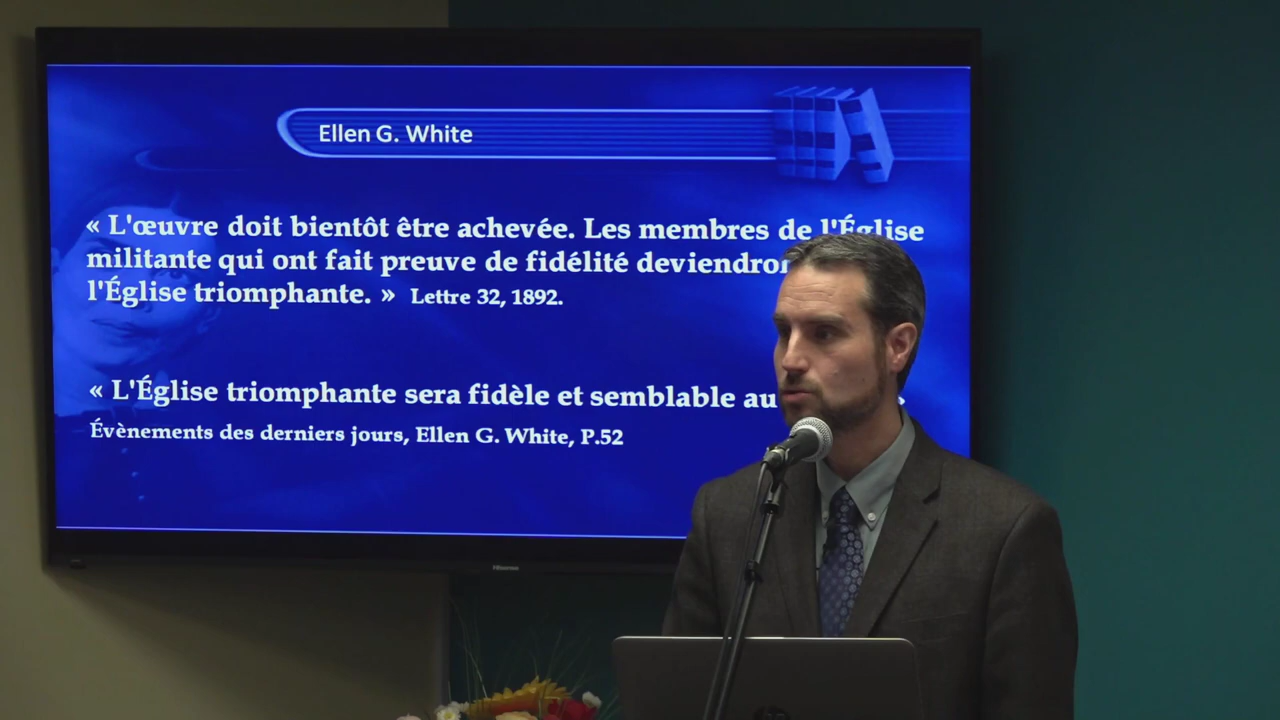 Ellen G. White
« L'œuvre doit bientôt être achevée. Les membres de l'Église
militante qui ont fait preuve de fidélité
l'Église triomphante. » Lettre 32, 1892.
« L'Église triomphante sera fidèle et semblable au
Évènements des derniers jours, Ellen G. White, P.52
Hisense